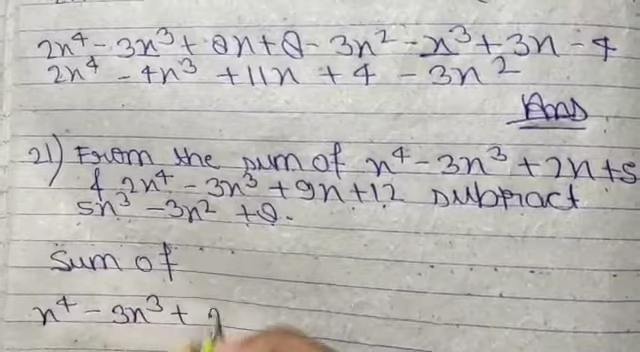 2x⁴ - 3x³ + 8x + 8 - 3x² - x³ + 3x - 4
2x⁴ - 4x³ + 11x + 4 - 3x²
Ans
21) From the sum of x⁴ - 3x³ + 2x + 5
& 2x⁴ - 3x³ + 9x + 12 subtract
5x³ - 3x² + 8.
Sum of
x⁴ - 3x³ + 2